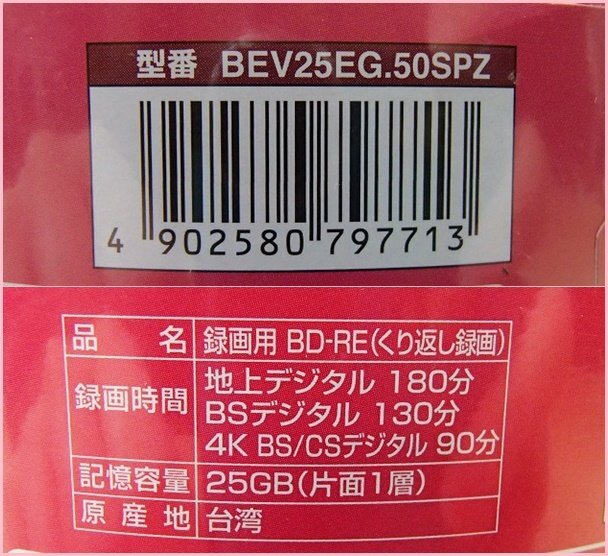 型番 BEV25EG.50SPZ
4 902580 797713
品名 録画用 BD-RE(くり返し録画)
録画時間 地上デジタル 180分
BSデジタル 130分
4K BS/CSデジタル 90分
記憶容量 25GB(片面1層)
原産地 台湾